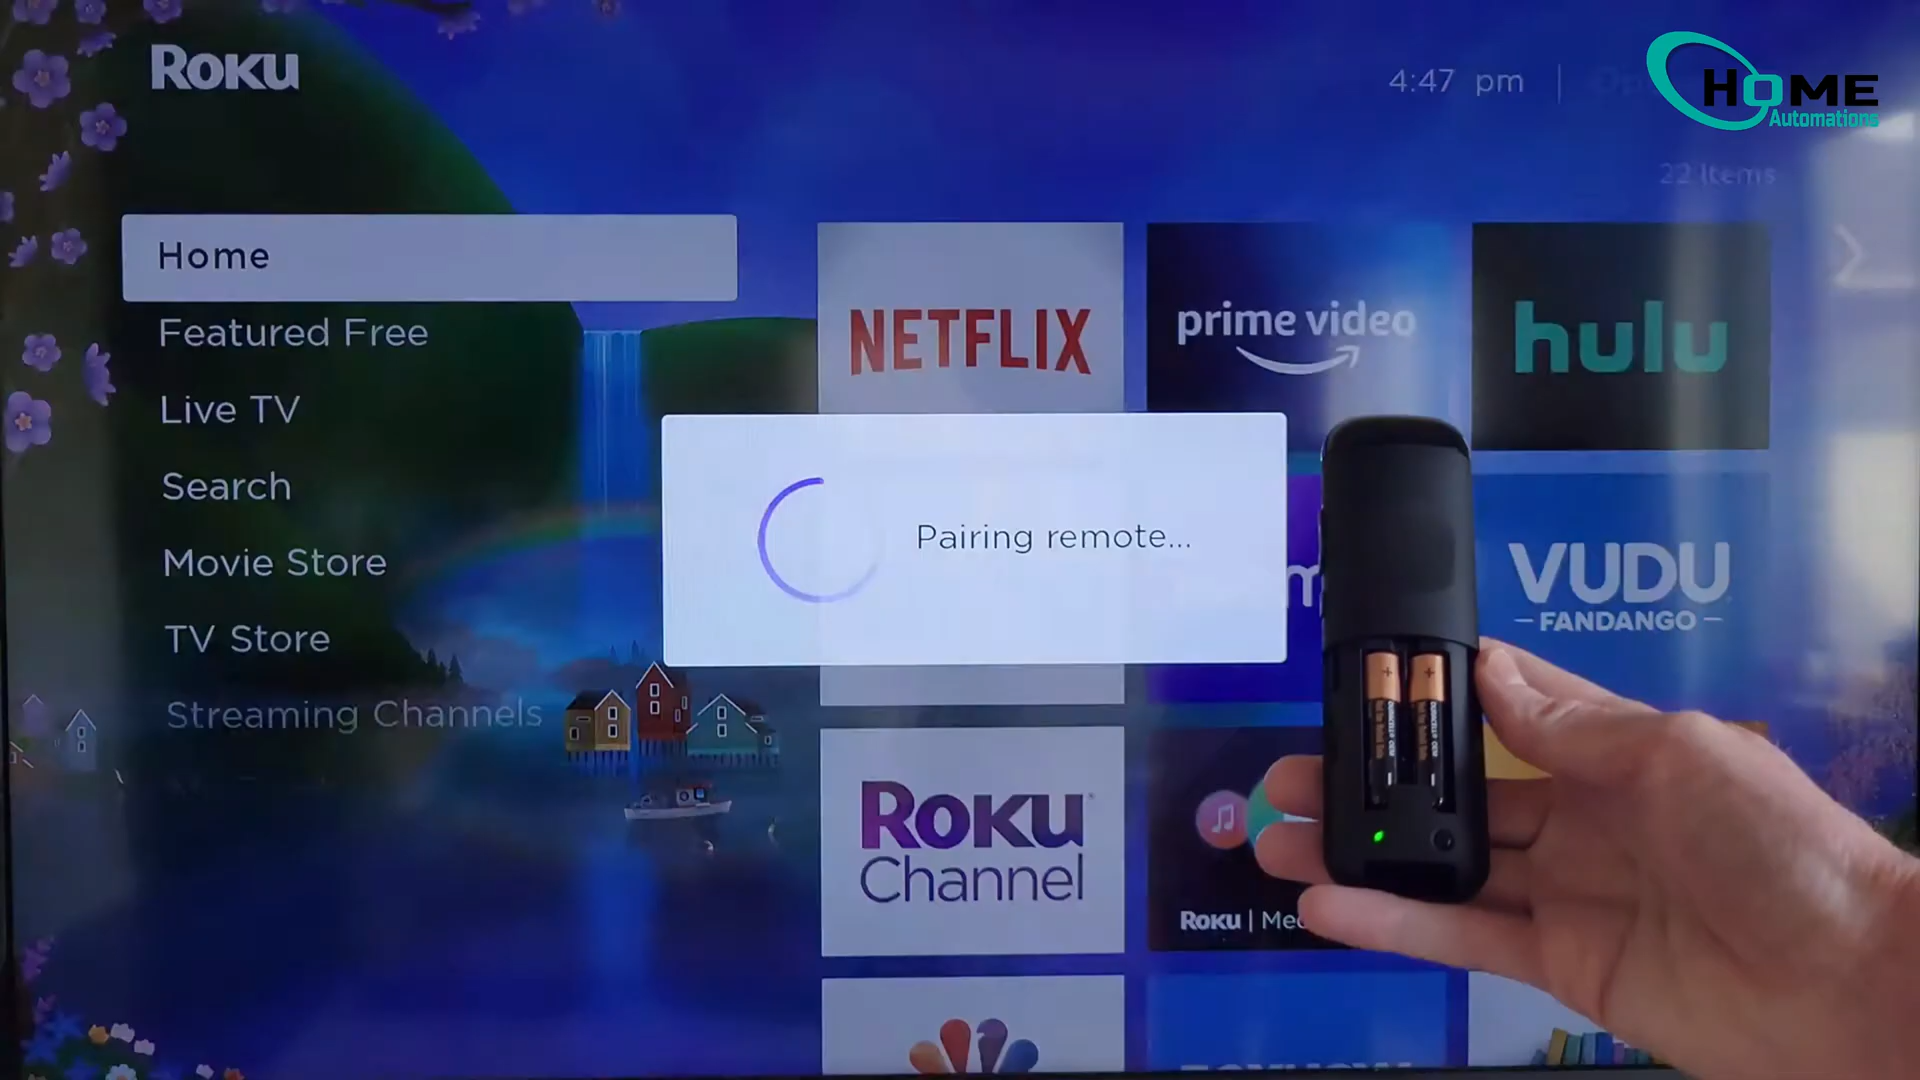 ROKU
4:47 pm
HOME
Automations
22 Items
Home
Featured Free
Live TV
Search
Movie Store
TV Store
Streaming Channels
NETFLIX
prime video
hulu
Pairing remote...
VUDU
FANDANGO
ROKU
Channel
ROKU | Me